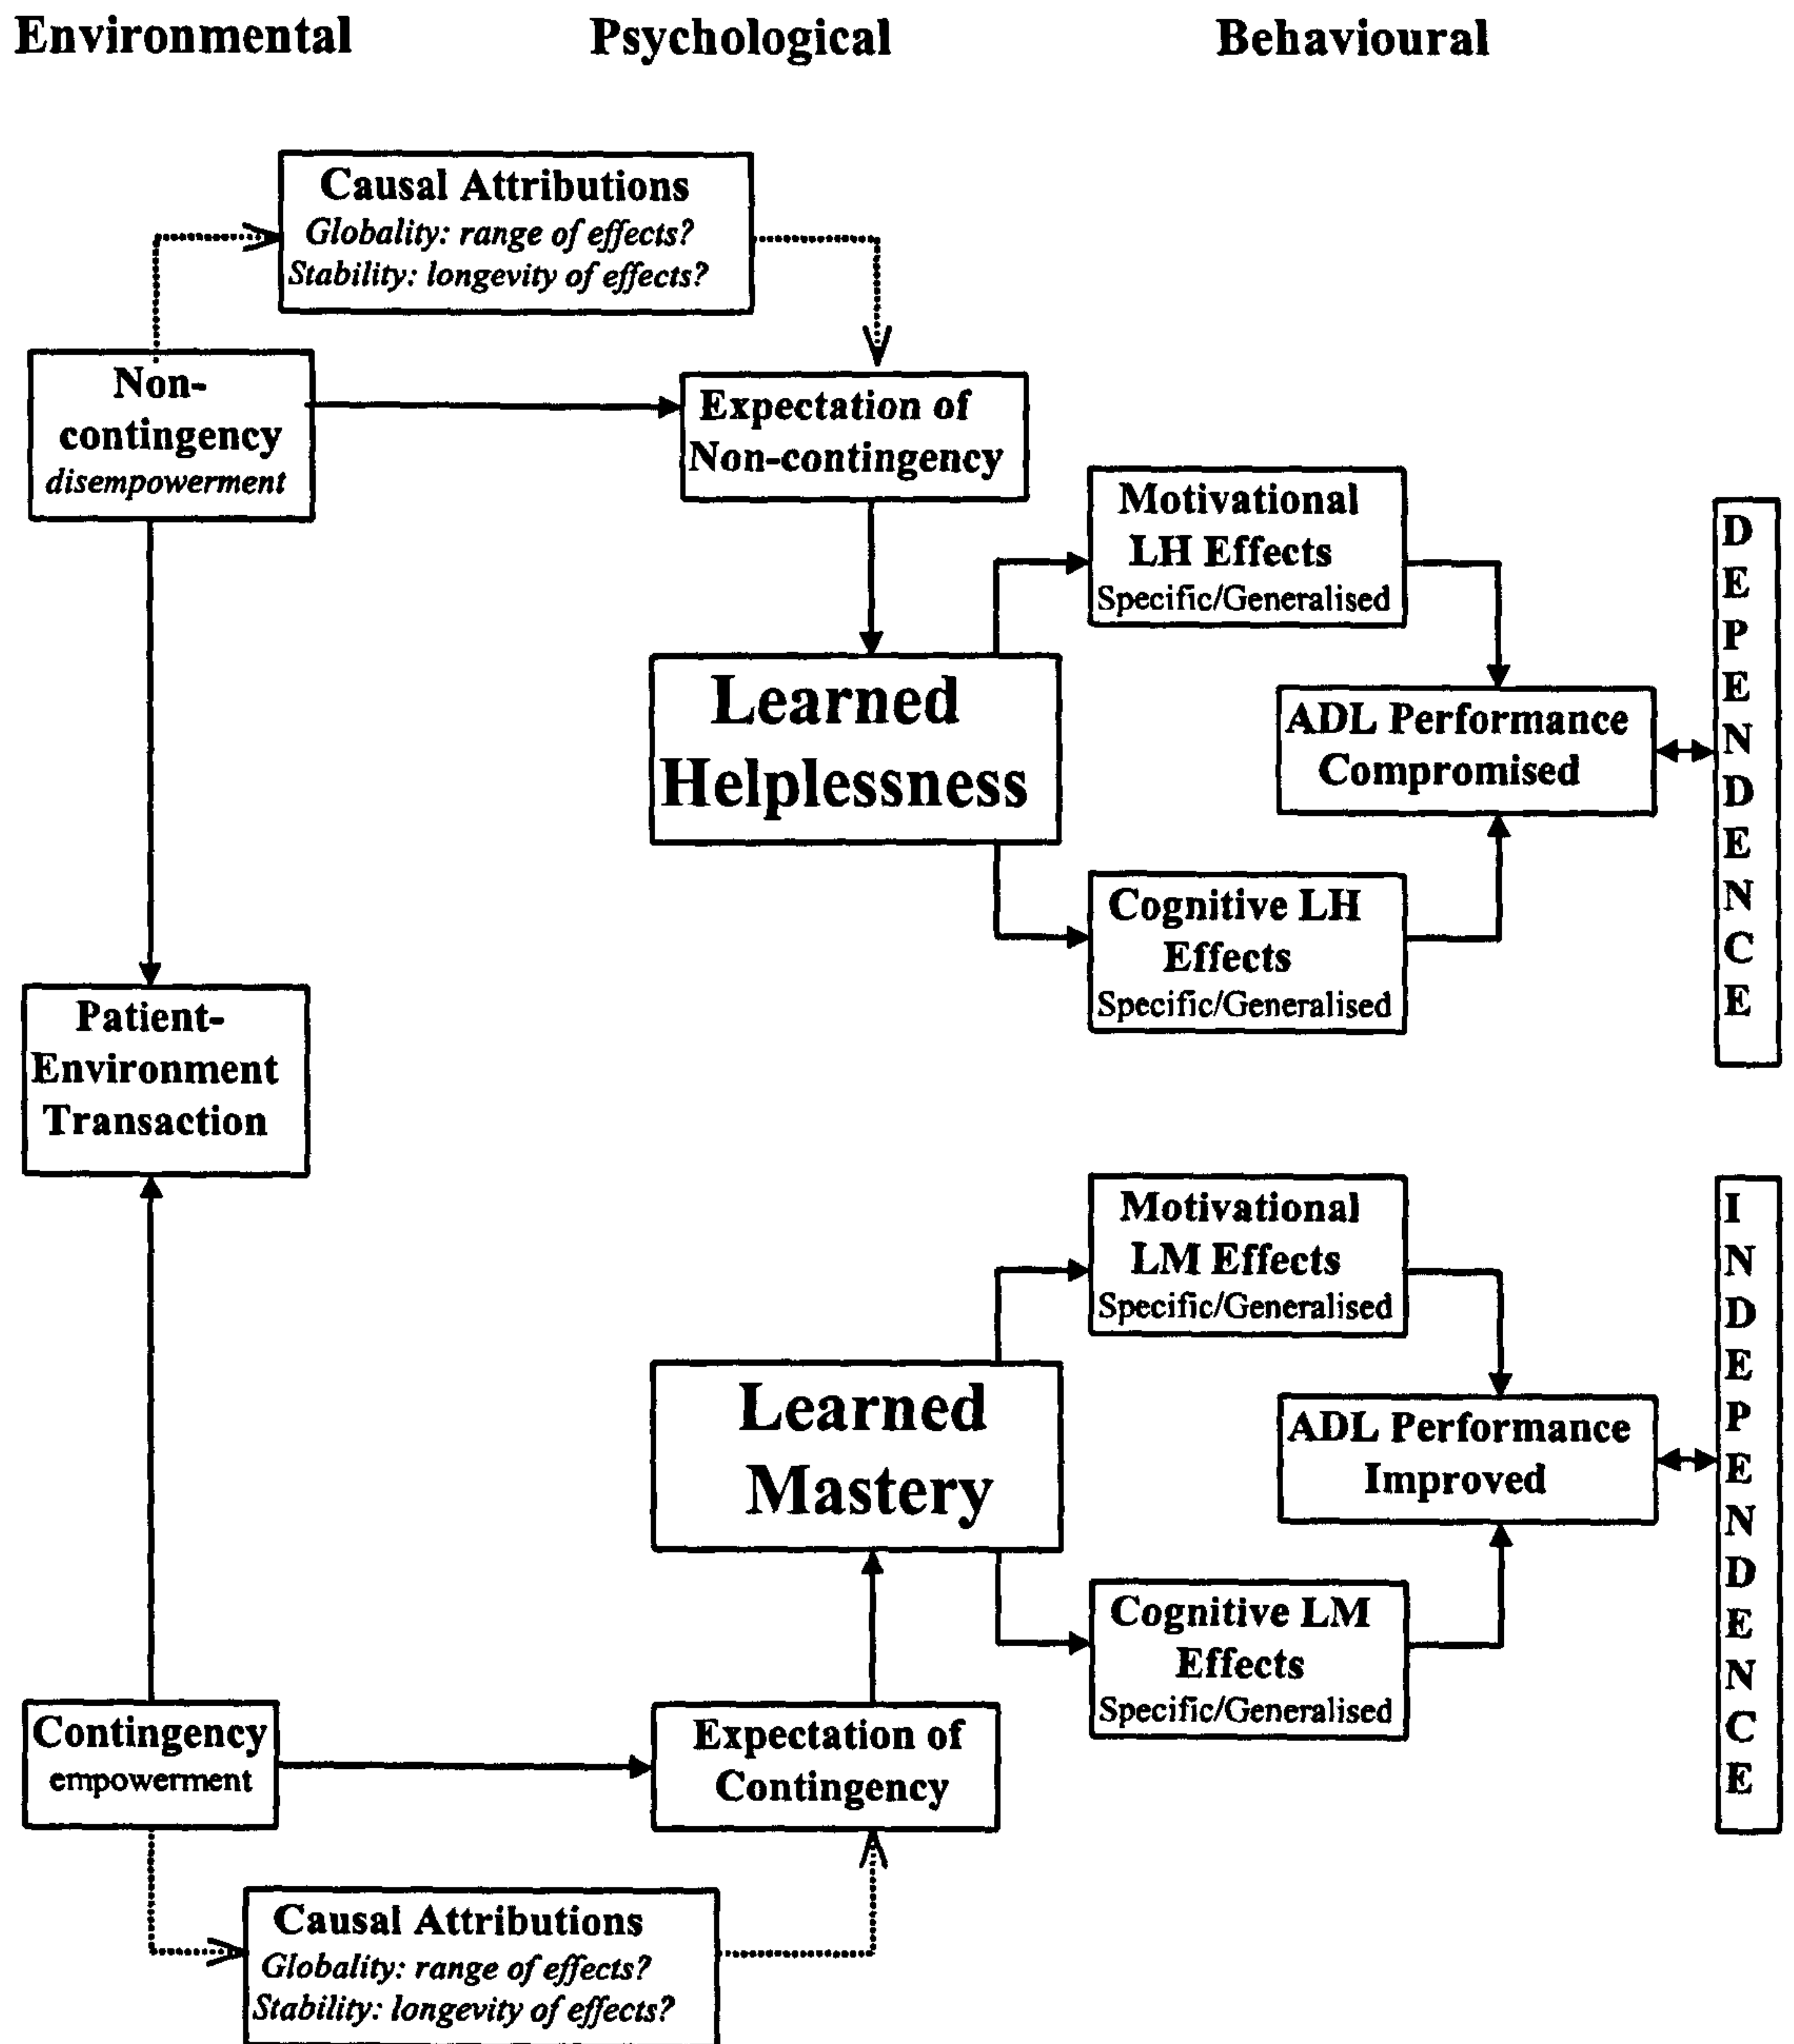 Environmental
Psychological
Behavioural
Causal Attributions
Globality: range of effects?
Stability: longevity of effects?
Non-
contingency
disempowerment
Expectation of
Non-contingency
Motivational
LH Effects
Specific/Generalised
Learned
Helplessness
ADL Performance
Compromised
Cognitive LH
Effects
Specific/Generalised
D
E
P
E
N
D
E
N
C
E
Patient-
Environment
Transaction
Motivational
LM Effects
Specific/Generalised
Learned
Mastery
ADL Performance
Improved
Cognitive LM
Effects
Specific/Generalised
I
N
D
E
P
E
N
D
E
N
C
E
Contingency
empowerment
Expectation of
Contingency
Causal Attributions
Globality: range of effects?
Stability: longevity of effects?